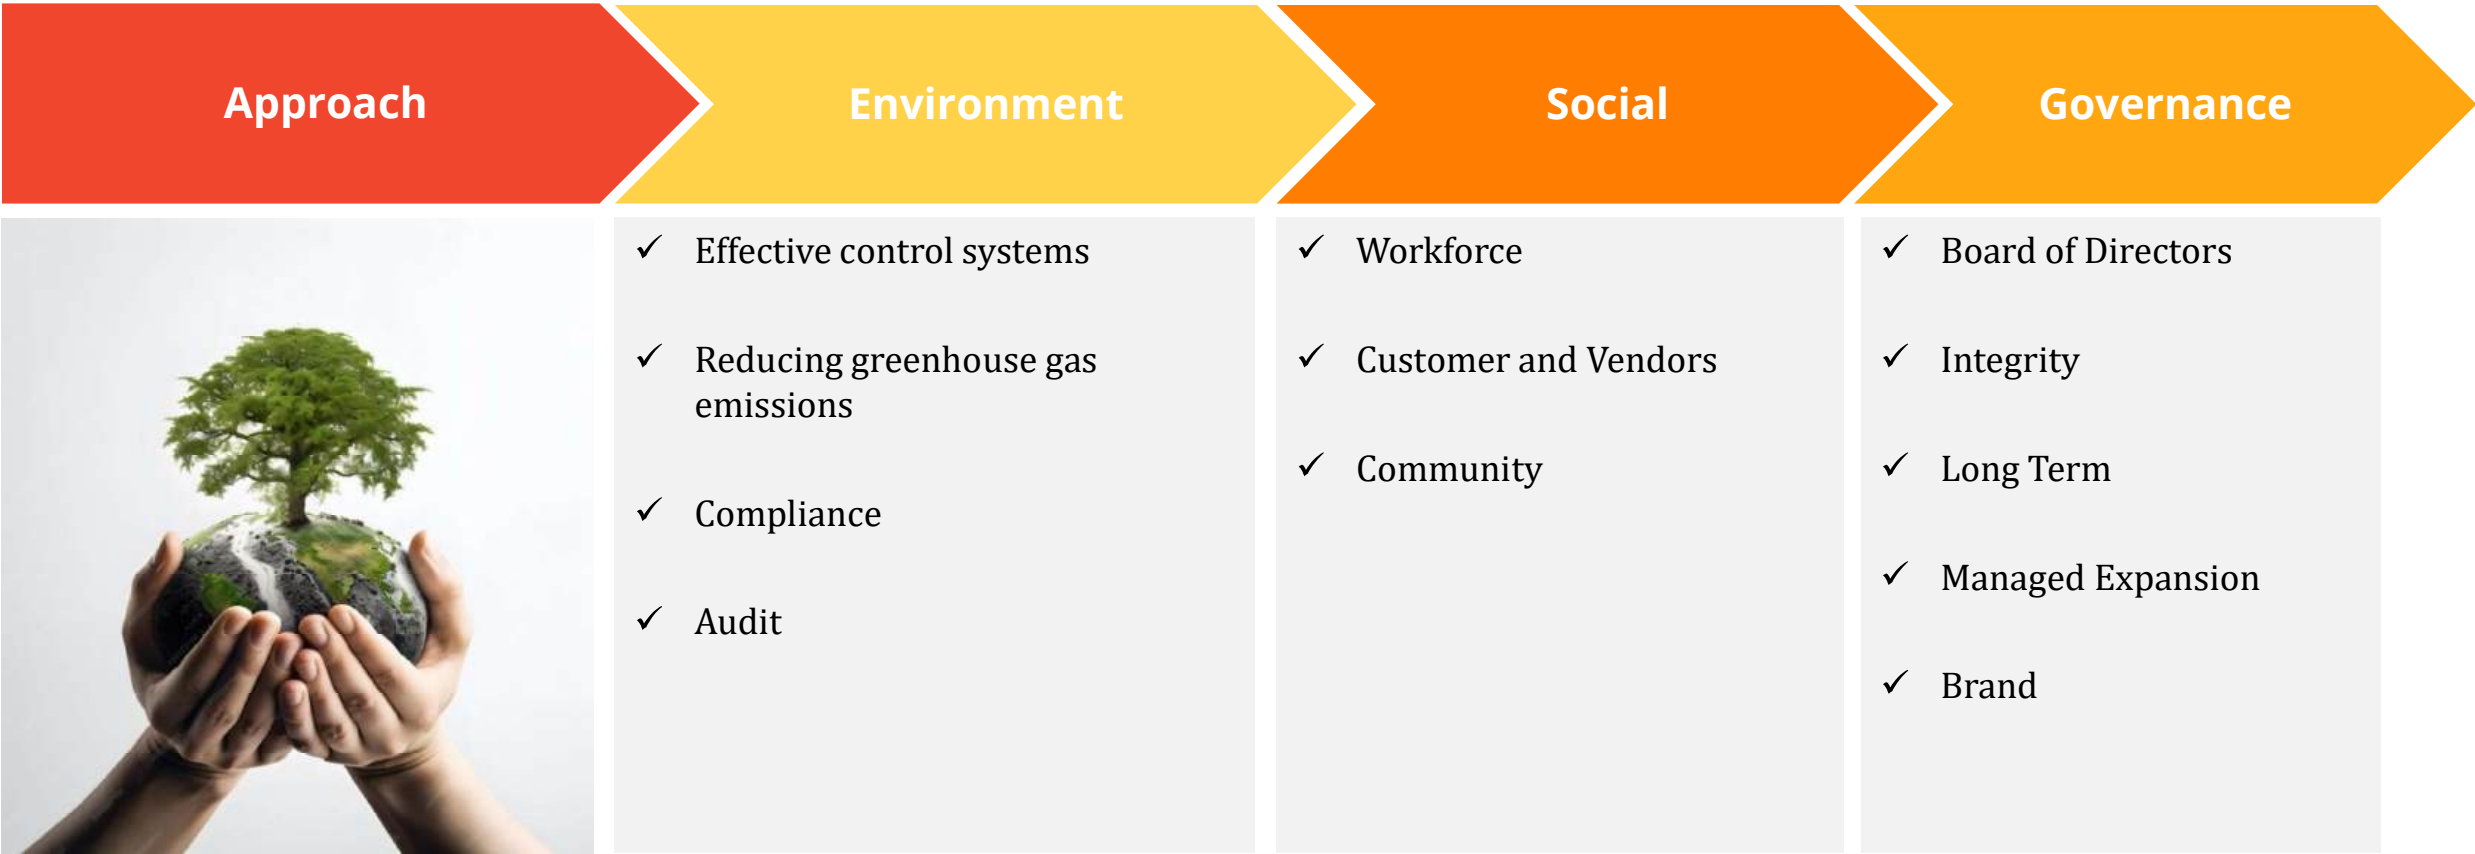 Approach
Environment
Social
Governance
✓ Effective control systems
✓ Reducing greenhouse gas
emissions
✓ Compliance
✓ Audit
✓ Workforce
✓ Customer and Vendors
✓ Community
✓ Board of Directors
✓ Integrity
✓ Long Term
✓ Managed Expansion
✓ Brand